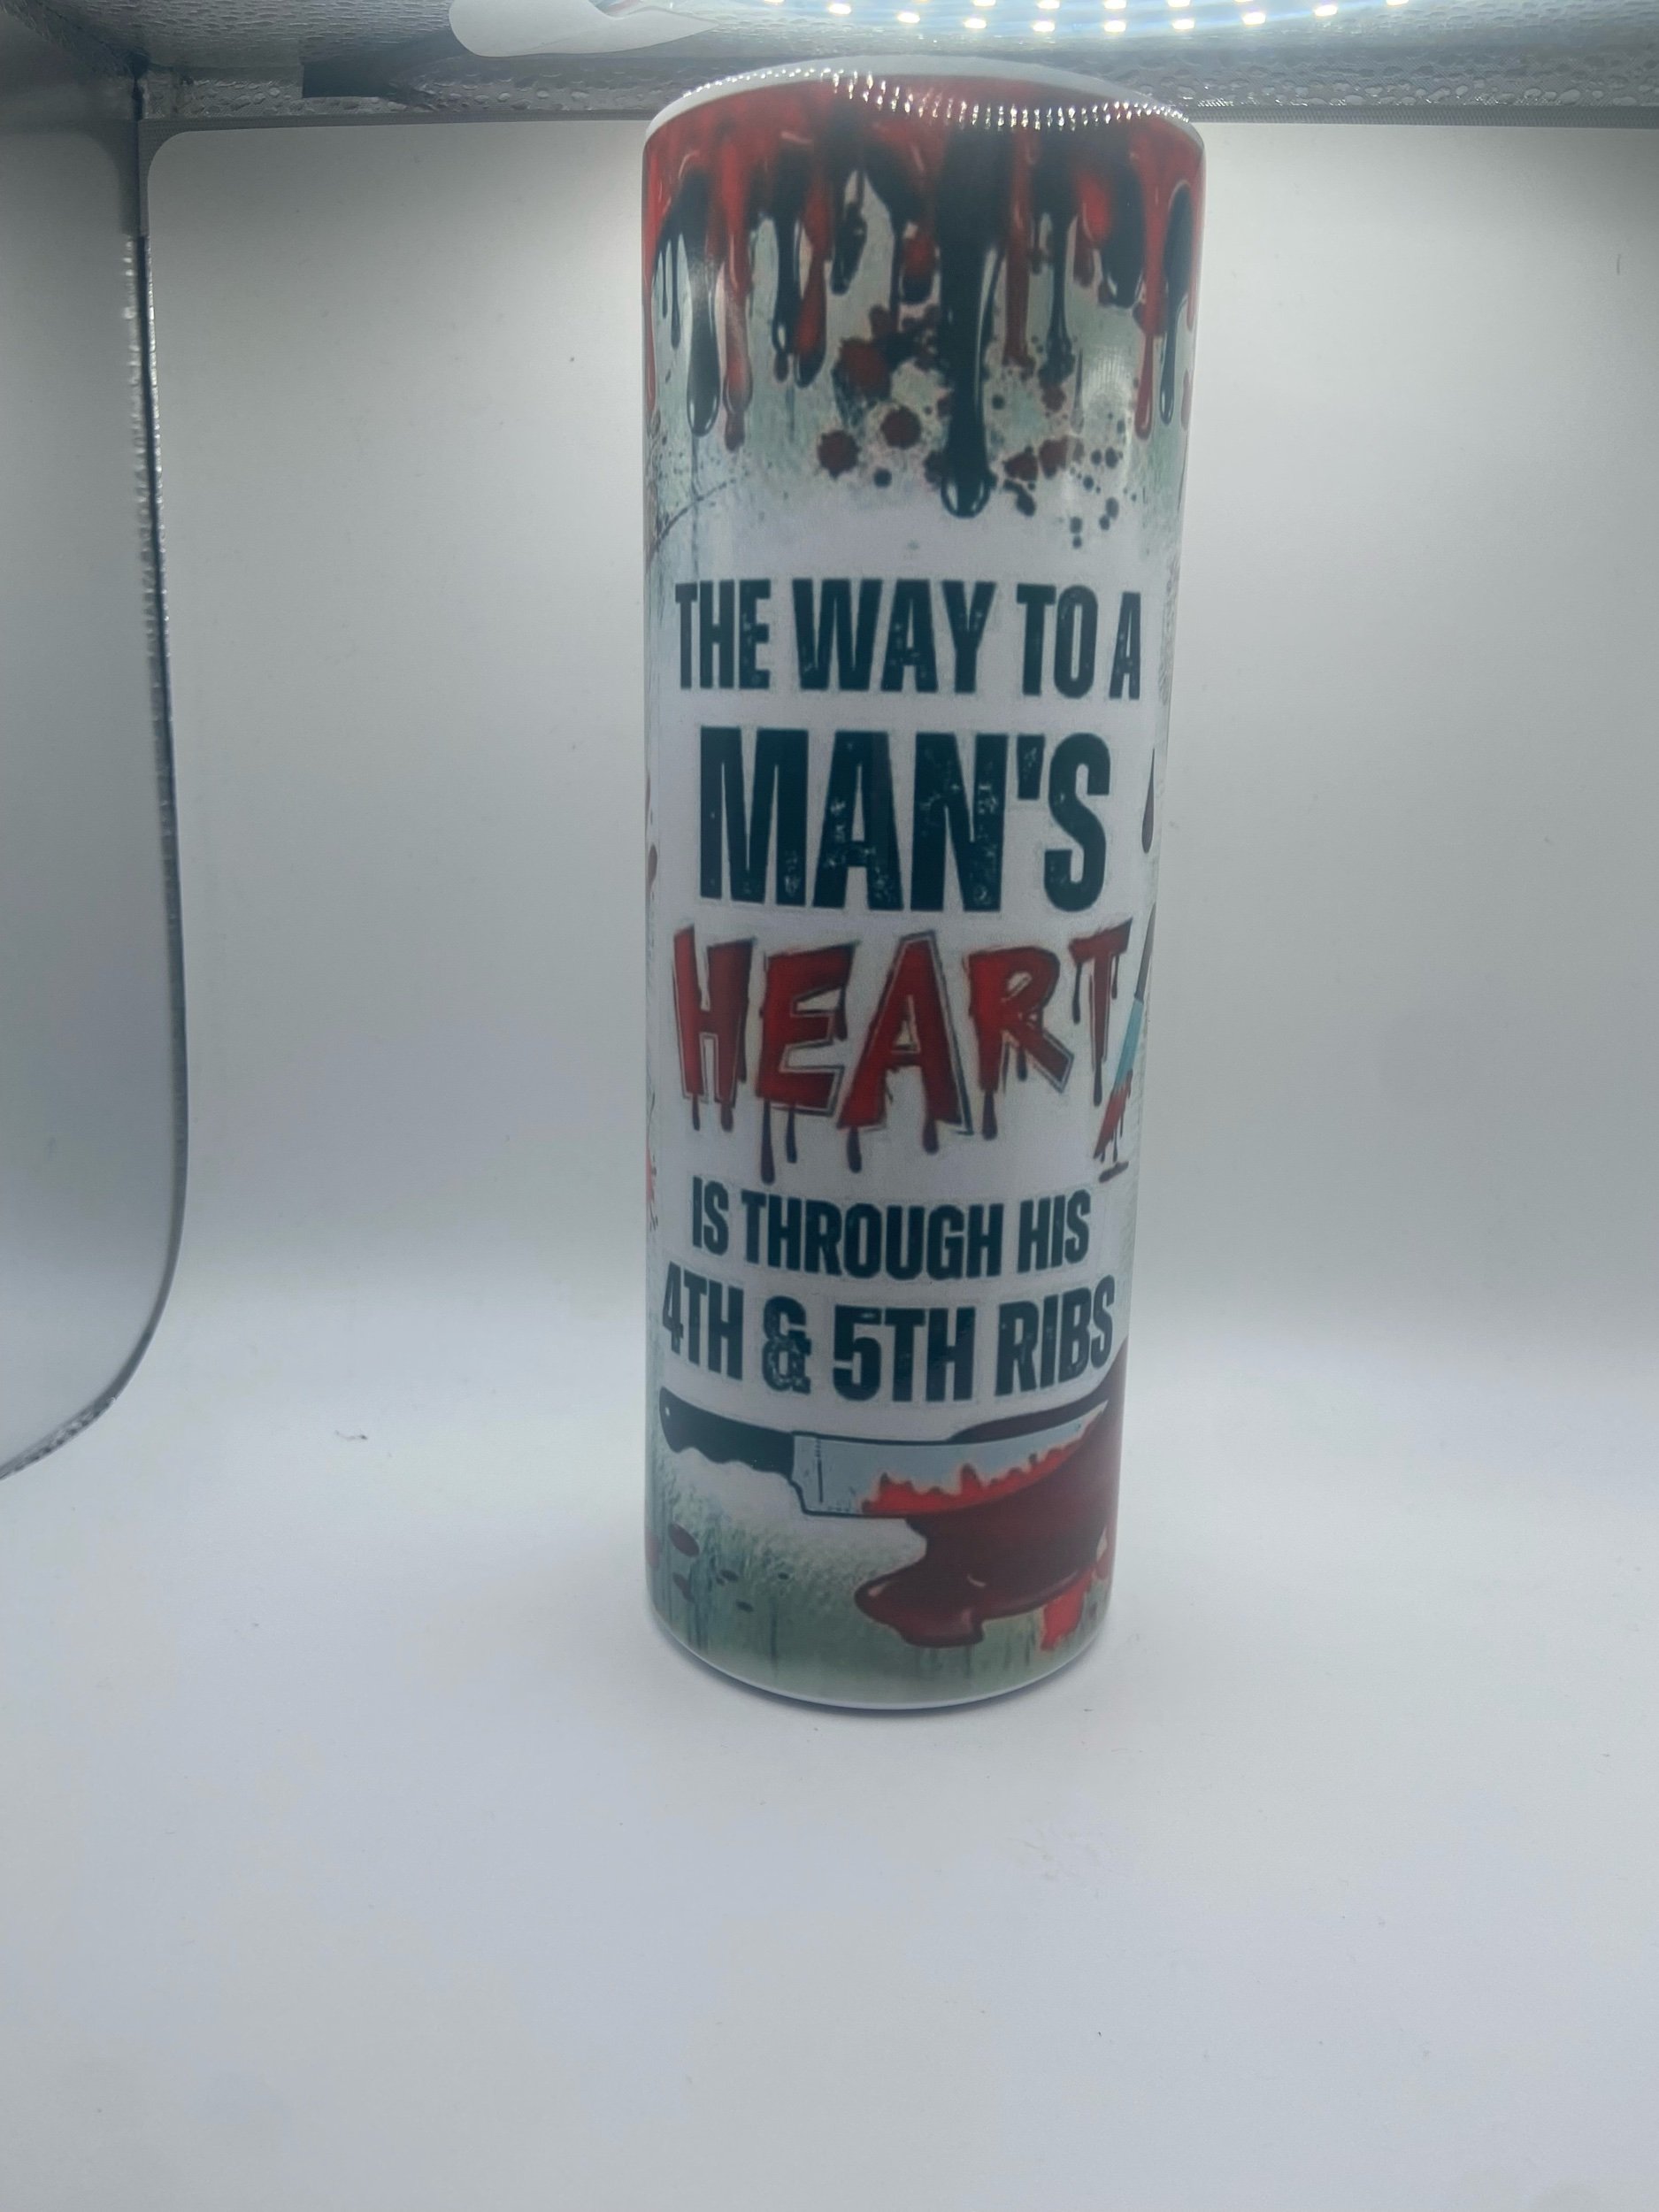 THE WAY TO A
MAN'S
HEART
IS THROUGH HIS
4TH & 5TH RIBS